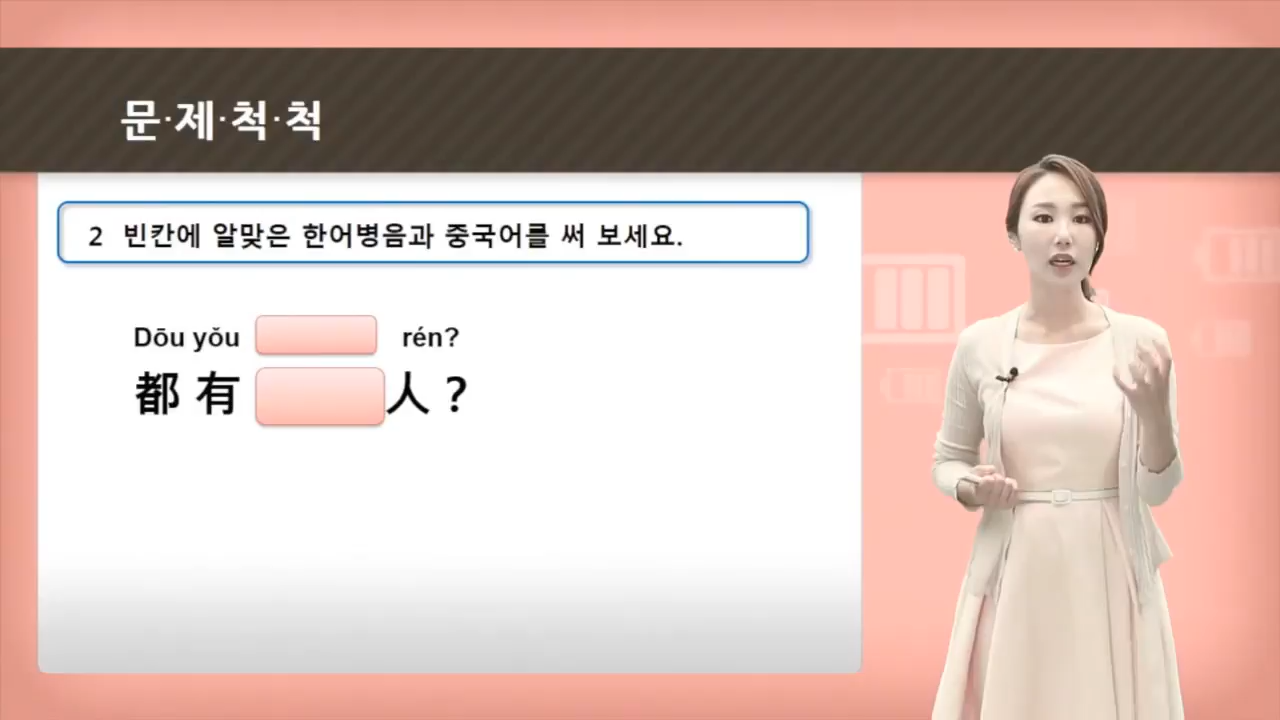 문·제·척·척
2 빈칸에 알맞은 한어병음과 중국어를 써 보세요.
Dōu yǒu rén?
都 有 人？